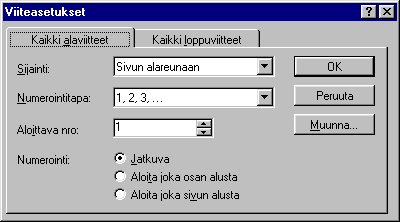 Viiteasetukset
Kaikki alaviitteet
Kaikki loppuviitteet
Sijainti:
Sivun alareunaan
OK
Numerointitapa:
1, 2, 3, ...
Peruuta
Aloittava nro:
1
Muunna...
Numerointi:
Jatkuva
Aloita joka osan alusta
Aloita joka sivun alusta